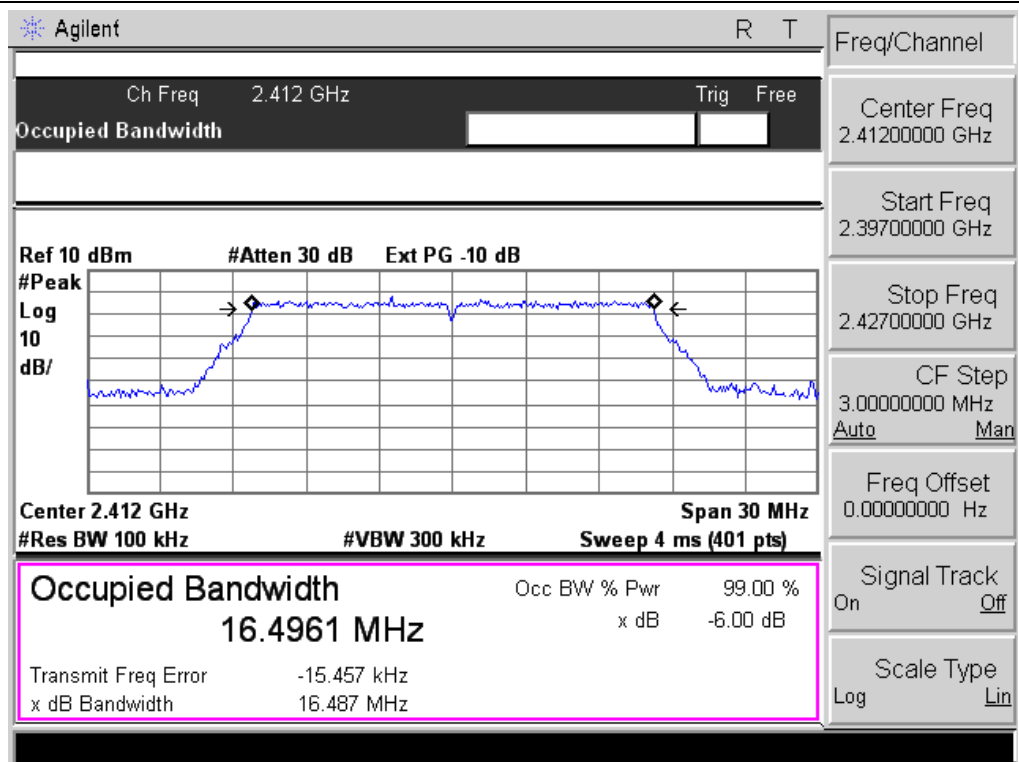 Agilent R T
Ch Freq 2.412 GHz Trig Free
Occupied Bandwidth
Ref 10 dBm #Atten 30 dB Ext PG -10 dB
#Peak
Log
10
dB/
Center 2.412 GHz Span 30 MHz
#Res BW 100 kHz #VBW 300 kHz Sweep 4 ms (401 pts)
Occupied Bandwidth
16.4961 MHz
Occ BW % Pwr 99.00 %
x dB -6.00 dB
Transmit Freq Error -15.457 kHz
x dB Bandwidth 16.487 MHz
Freq/Channel
Center Freq
2.41200000 GHz
Start Freq
2.39700000 GHz
Stop Freq
2.42700000 GHz
CF Step
3.00000000 MHz
Auto Man
Freq Offset
0.00000000 Hz
Signal Track
On Off
Scale Type
Log Lin